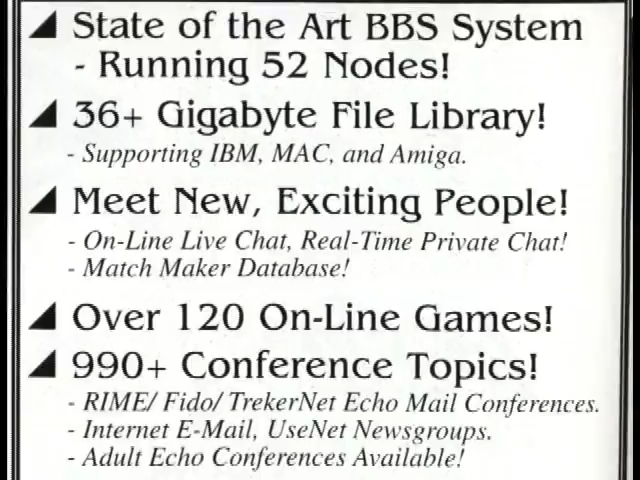 State of the Art BBS System
- Running 52 Nodes!
36+ Gigabyte File Library!
- Supporting IBM, MAC, and Amiga.
Meet New, Exciting People!
- On-Line Live Chat, Real-Time Private Chat!
- Match Maker Database!
Over 120 On-Line Games!
990+ Conference Topics!
- RIME/ Fido/ TrekerNet Echo Mail Conferences.
- Internet E-Mail, UseNet Newsgroups.
- Adult Echo Conferences Available!